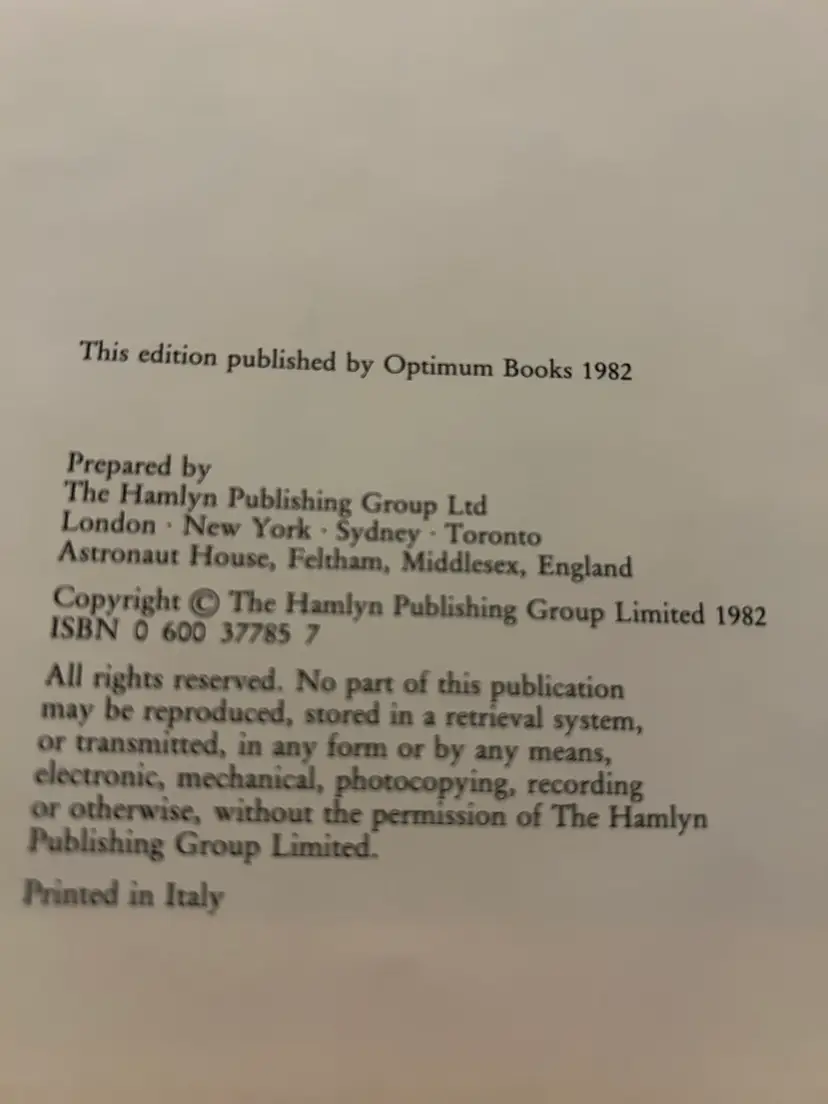 This edition published by Optimum Books 1982
Prepared by
The Hamlyn Publishing Group Ltd
London · New York · Sydney · Toronto
Astronaut House, Feltham, Middlesex, England
Copyright © The Hamlyn Publishing Group Limited 1982
ISBN 0 600 37785 7
All rights reserved. No part of this publication
may be reproduced, stored in a retrieval system,
or transmitted, in any form or by any means,
electronic, mechanical, photocopying, recording
or otherwise, without the permission of The Hamlyn
Publishing Group Limited.
Printed in Italy